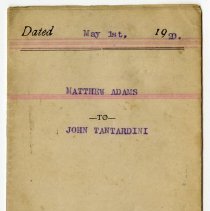 Dated May 1st, 1920.
MATTHEW ADAMS
—TO—
JOHN TANTARDINI